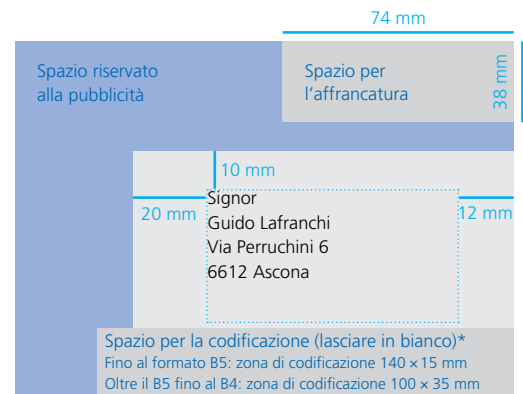 74 mm
Spazio riservato
alla pubblicità
Spazio per
l'affrancatura
38 mm
10 mm
20 mm
12 mm
Signor
Guido Lafranchi
Via Perruchini 6
6612 Ascona
Spazio per la codificazione (lasciare in bianco)*
Fino al formato B5: zona di codificazione 140 × 15 mm
Oltre il B5 fino al B4: zona di codificazione 100 × 35 mm